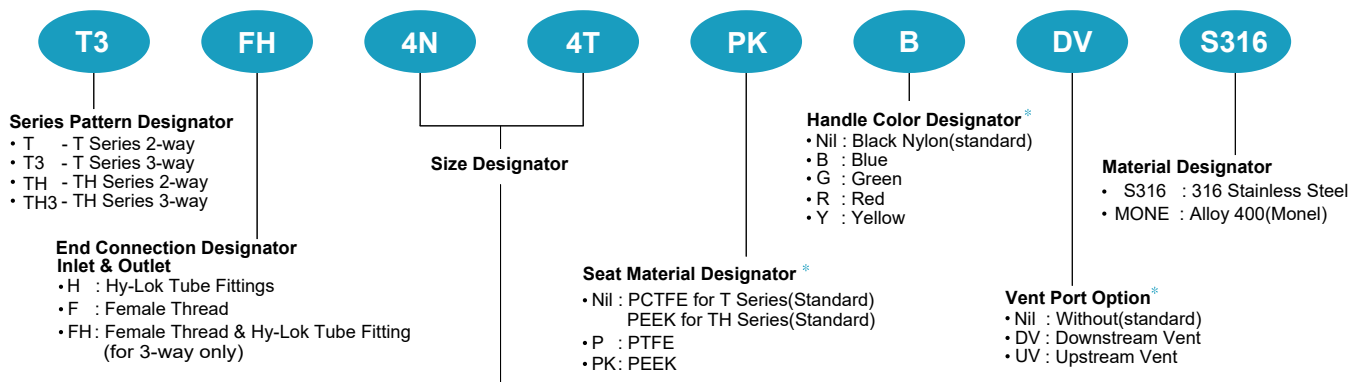 T3 FH 4N 4T PK B DV S316
Series Pattern Designator
• T - T Series 2-way
• T3 - T Series 3-way
• TH - TH Series 2-way
• TH3 - TH Series 3-way
End Connection Designator
Inlet & Outlet
• H : Hy-Lok Tube Fittings
• F : Female Thread
• FH : Female Thread & Hy-Lok Tube Fitting
(for 3-way only)
Size Designator
Seat Material Designator *
• Nil : PCTFE for T Series(Standard)
PEEK for TH Series(Standard)
• P : PTFE
• PK : PEEK
Handle Color Designator *
• Nil : Black Nylon(standard)
• B : Blue
• G : Green
• R : Red
• Y : Yellow
Vent Port Option*
• Nil : Without(standard)
• DV : Downstream Vent
• UV : Upstream Vent
Material Designator
• S316 : 316 Stainless Steel
• MONE : Alloy 400(Monel)